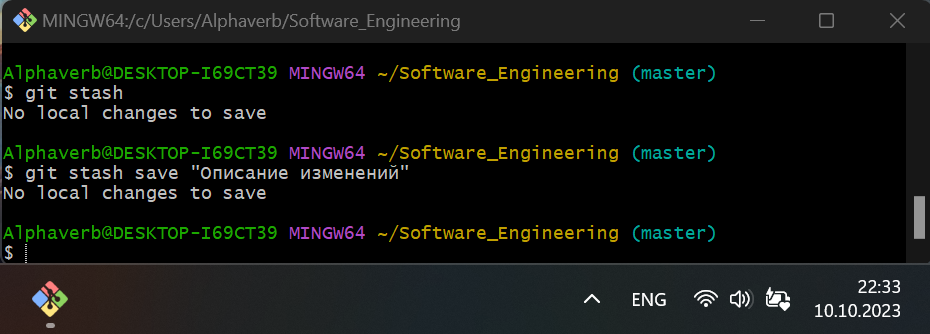 MINGW64:/c/Users/Alphaverb/Software_Engineering
Alphaverb@DESKTOP-I69CT39 MINGW64 ~/Software_Engineering (master)
$ git stash
No local changes to save
Alphaverb@DESKTOP-I69CT39 MINGW64 ~/Software_Engineering (master)
$ git stash save "Описание изменений"
No local changes to save
Alphaverb@DESKTOP-I69CT39 MINGW64 ~/Software_Engineering (master)
$
ENG
22:33
10.10.2023